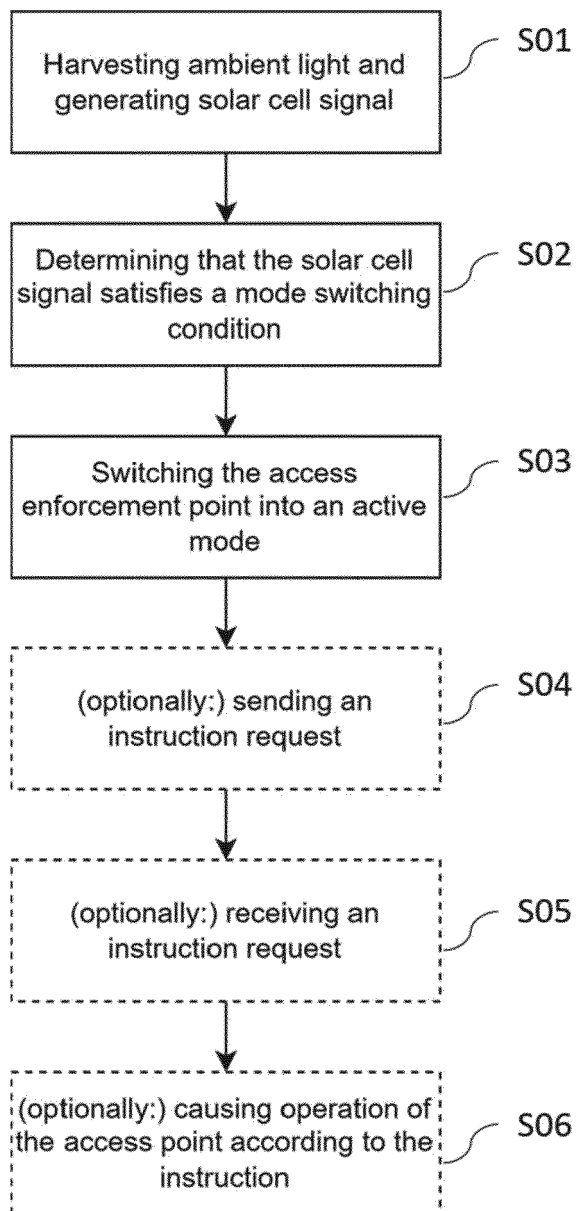 Harvesting ambient light and
generating solar cell signal
S01
Determining that the solar cell
signal satisfies a mode switching
condition
S02
Switching the access
enforcement point into an active
mode
S03
(optionally:) sending an
instruction request
S04
(optionally:) receiving an
instruction request
S05
(optionally:) causing operation of
the access point according to the
instruction
S06